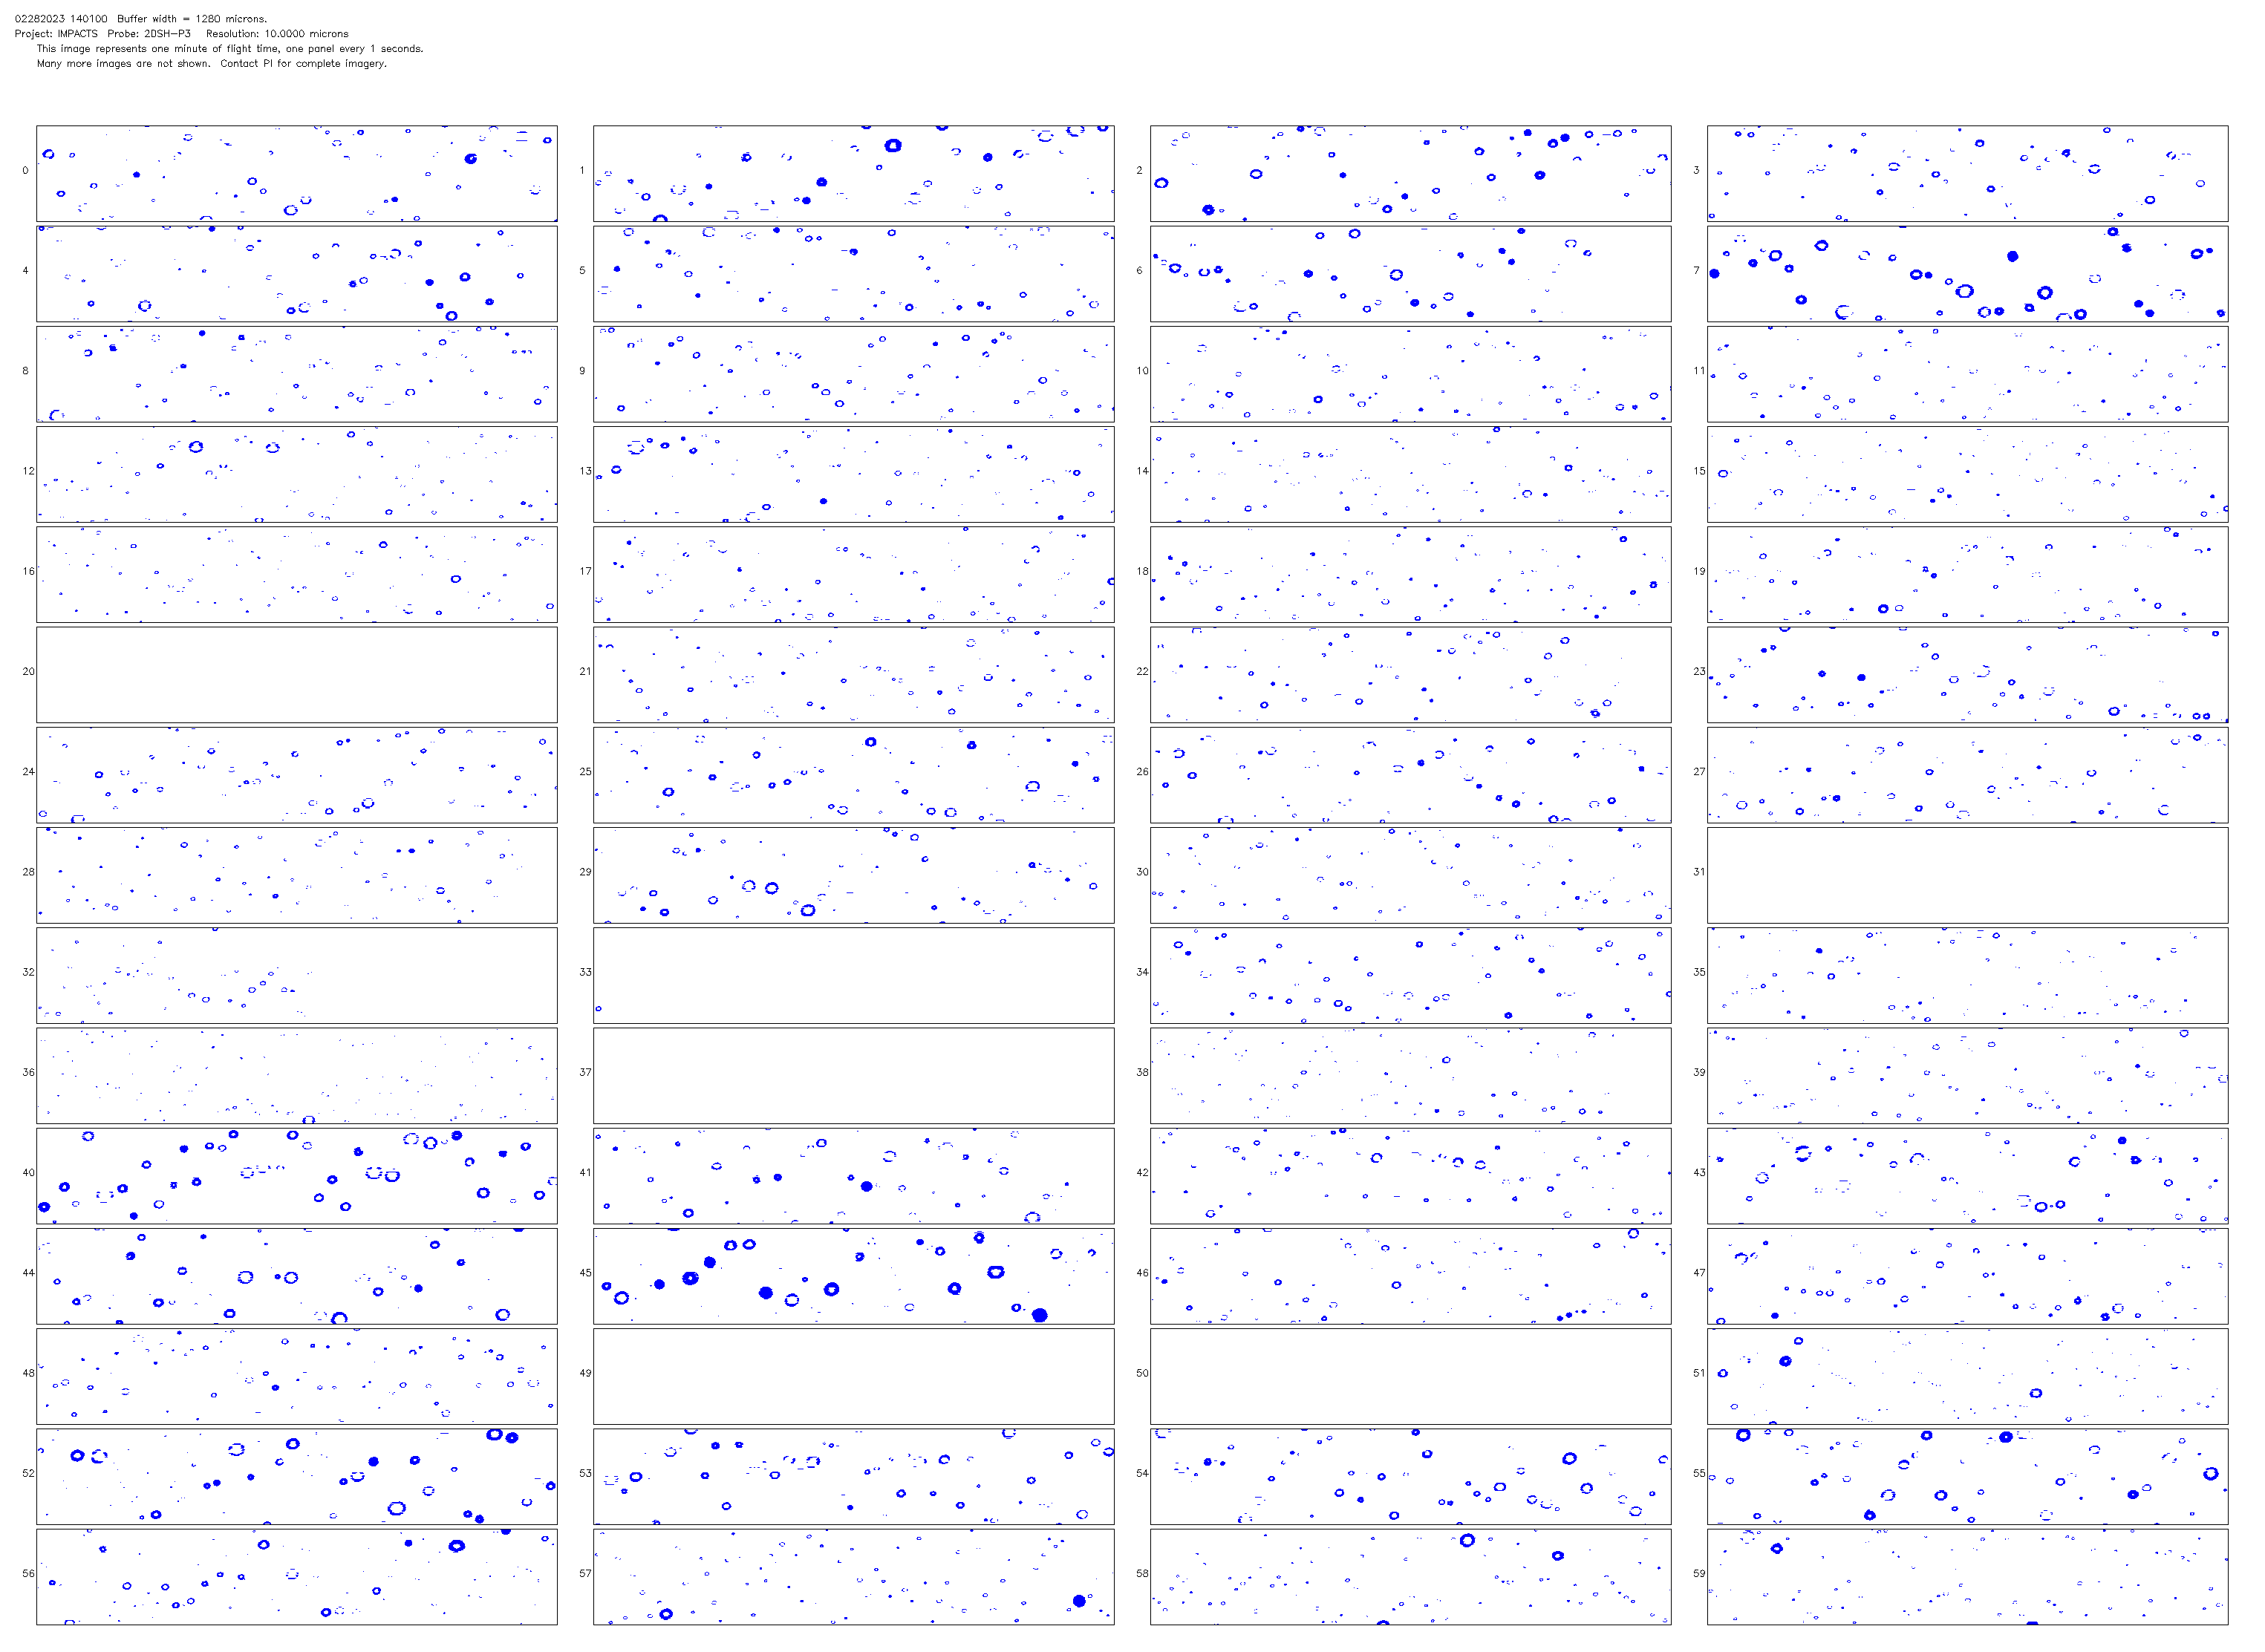 02282023 140100  Buffer width = 1280 microns.
Project: IMPACTS  Probe: 2DSH-P3    Resolution: 10.0000 microns
This image represents one minute of flight time, one panel every 1 seconds.
Many more images are not shown.  Contact PI for complete imagery.
0 1 2 3
4 5 6 7
8 9 10 11
12 13 14 15
16 17 18 19
20 21 22 23
24 25 26 27
28 29 30 31
32 33 34 35
36 37 38 39
40 41 42 43
44 45 46 47
48 49 50 51
52 53 54 55
56 57 58 59